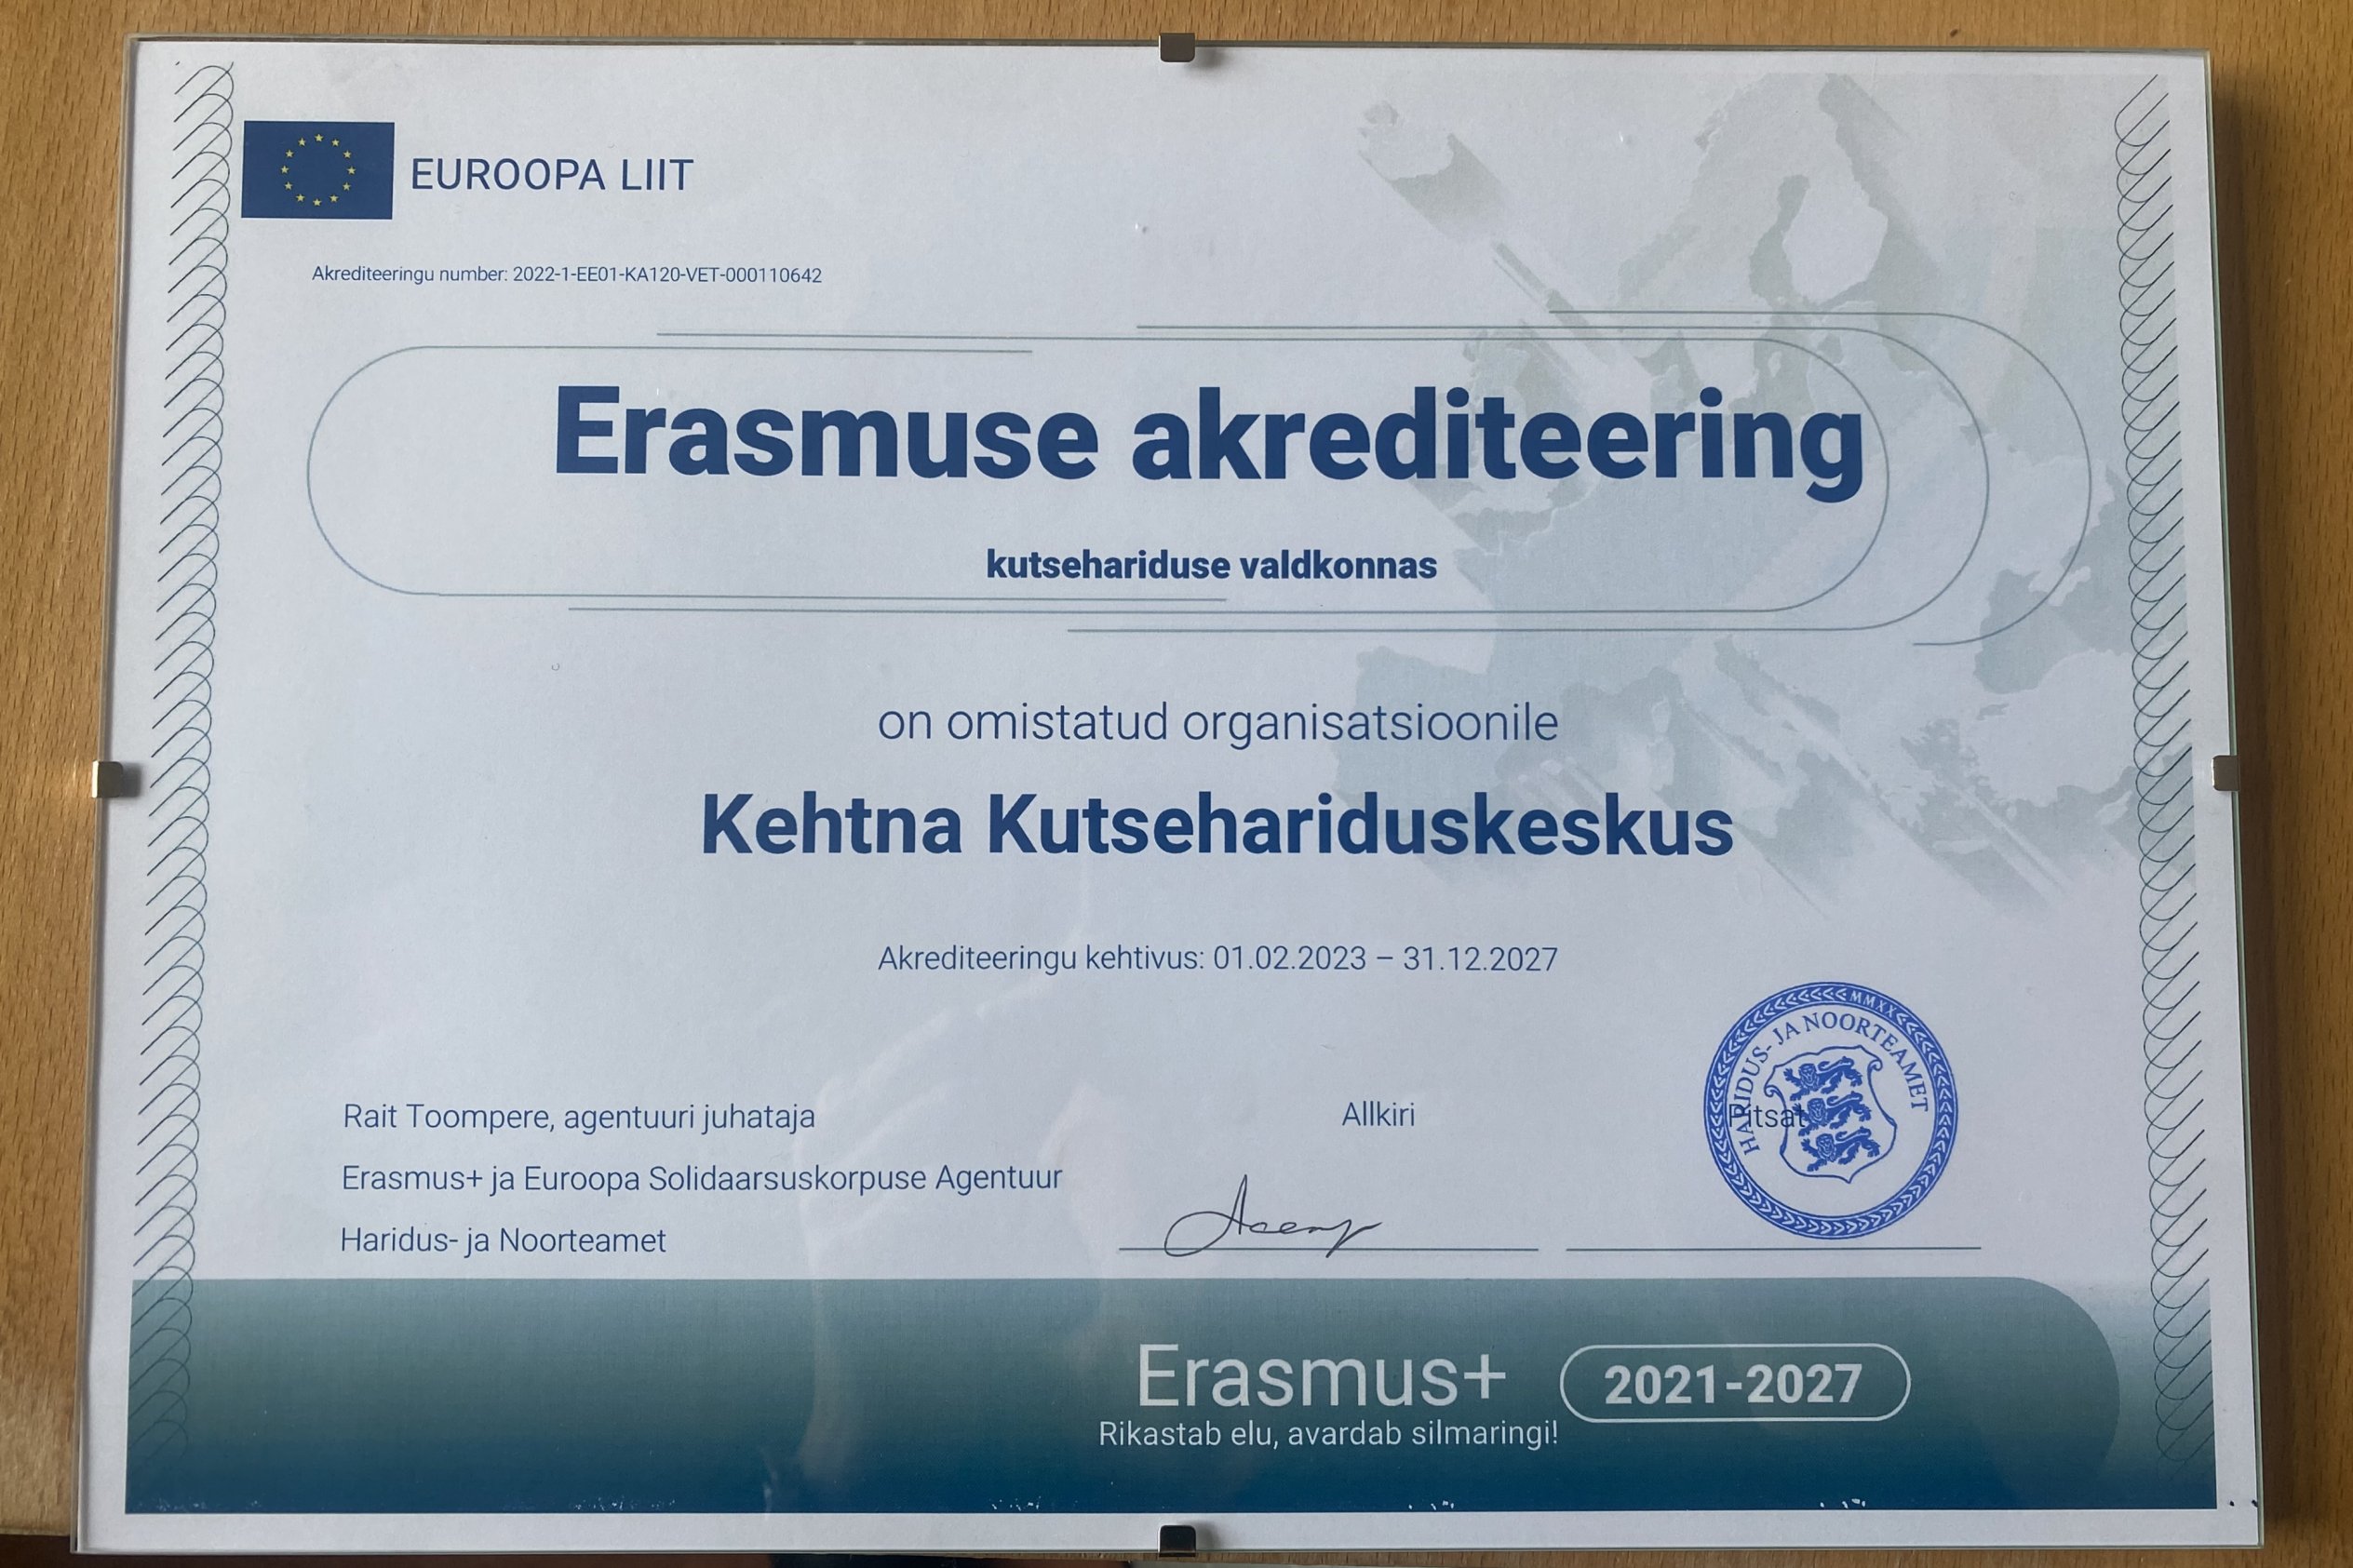 EUROOPA LIIT
Akrediteeringu number: 2022-1-EE01-KA120-VET-000110642
Erasmuse akrediteering
kutsehariduse valdkonnas
on omistatud organisatsioonile
Kehtna Kutsehariduskeskus
Akrediteeringu kehtivus: 01.02.2023 – 31.12.2027
Rait Toompere, agentuuri juhataja
Allkiri
Pitsat
MMXX
HARIDUS- JA NOORTEAMET
Erasmus+ ja Euroopa Solidaarsuskorpuse Agentuur
Haridus- ja Noorteamet
Erasmus+
2021-2027
Rikastab elu, avardab silmaringi!